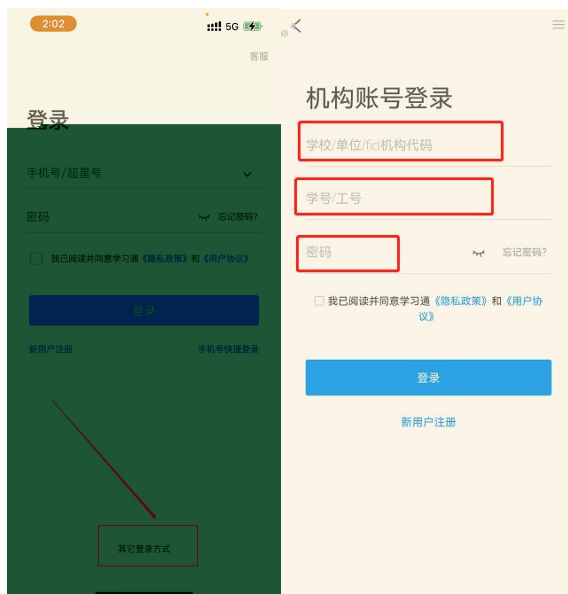 2:02
5G
客服
登录
手机号/超星号
密码
忘记密码?
我已阅读并同意学习通《隐私政策》和《用户协议》
登录
新用户注册
手机号快捷登录
其它登录方式
机构账号登录
学校/单位/fid机构代码
学号/工号
密码
忘记密码?
我已阅读并同意学习通《隐私政策》和《用户协
议》
登录
新用户注册